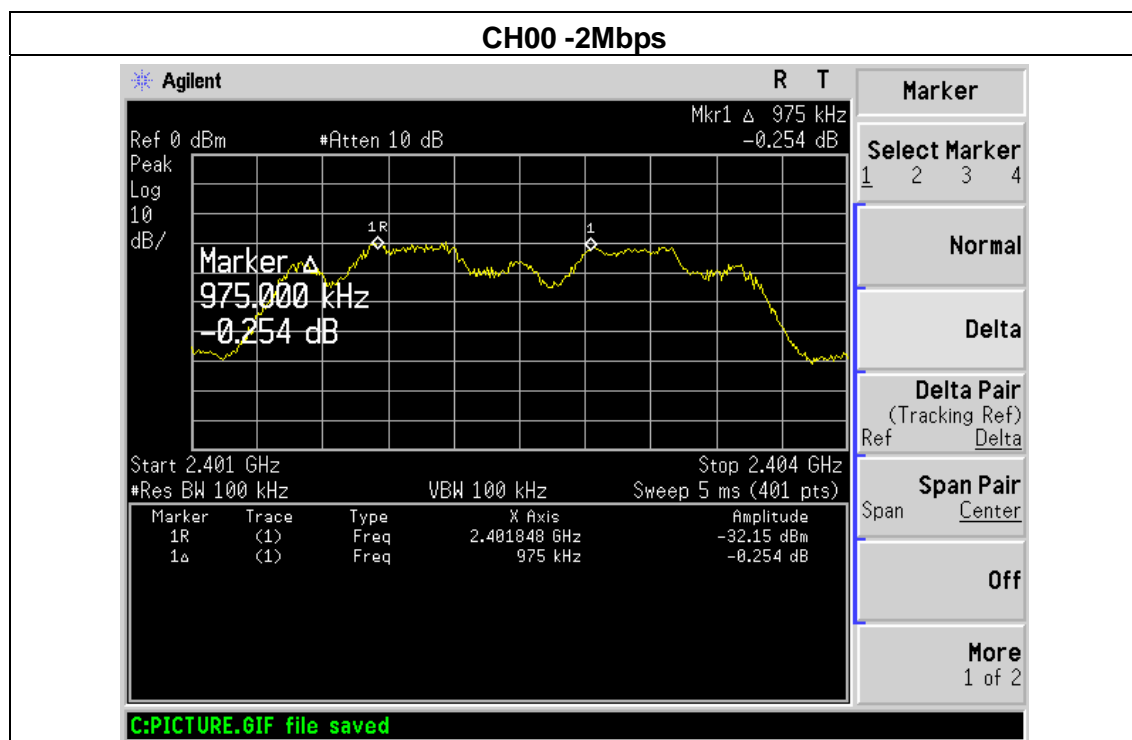 CH00 -2Mbps
Agilent R T
Mkr1 Δ 975 kHz
Ref 0 dBm #Atten 10 dB -0.254 dB
Peak
Log
10
dB/
1R 1
Marker Δ
975.000 kHz
-0.254 dB
Start 2.401 GHz Stop 2.404 GHz
#Res BW 100 kHz VBW 100 kHz Sweep 5 ms (401 pts)
Marker Trace Type X Axis Amplitude
1R (1) Freq 2.401848 GHz -32.15 dBm
1Δ (1) Freq 975 kHz -0.254 dB
C:PICTURE.GIF file saved
Marker
Select Marker
1 2 3 4
Normal
Delta
Delta Pair
(Tracking Ref)
Ref Delta
Span Pair
Span Center
Off
More
1 of 2